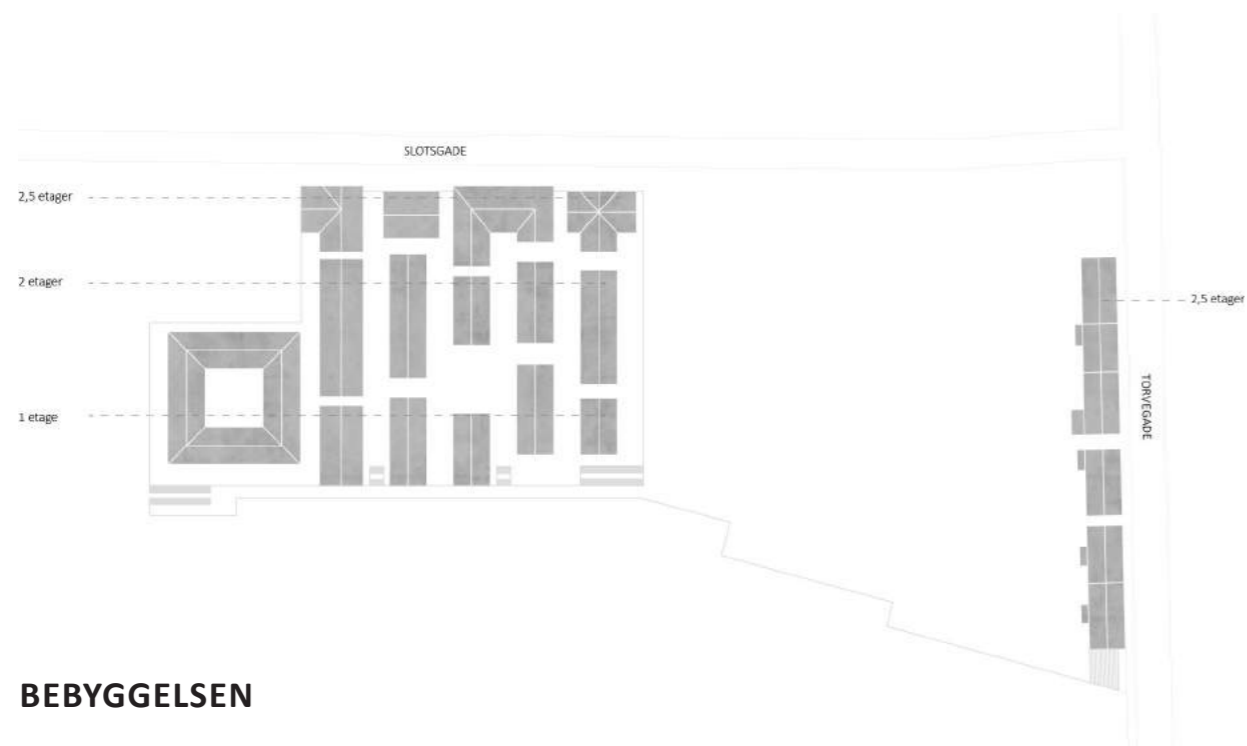 SLOTSGADE
2,5 etager
2 etager
2,5 etager
TORVEGADE
1 etage
BEBYGGELSEN